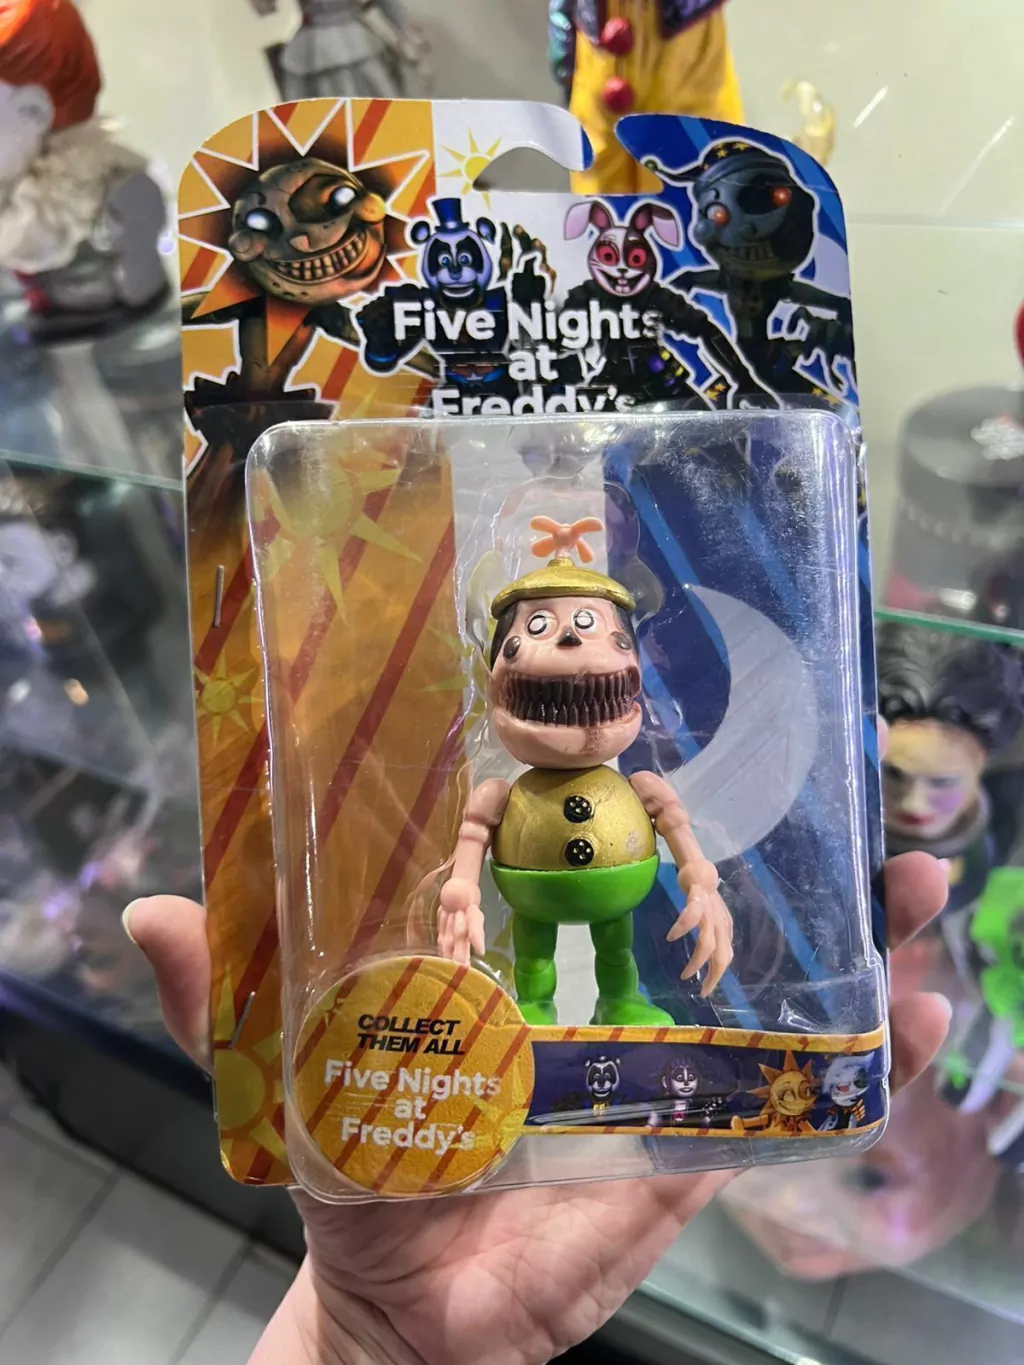 Five Nights
at
Freddy's
COLLECT
THEM ALL
Five Nights
at
Freddy's